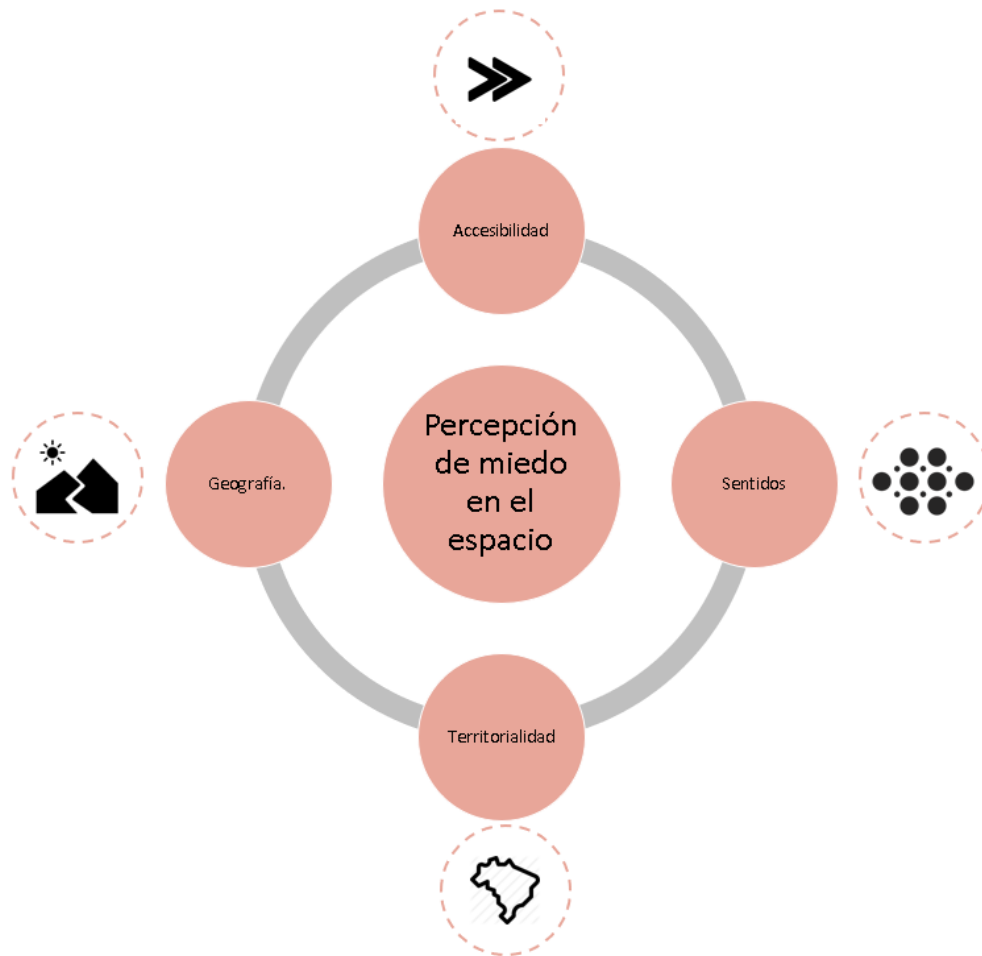 Accesibilidad
Geografía.
Percepción
de miedo
en el
espacio
Sentidos
Territorialidad